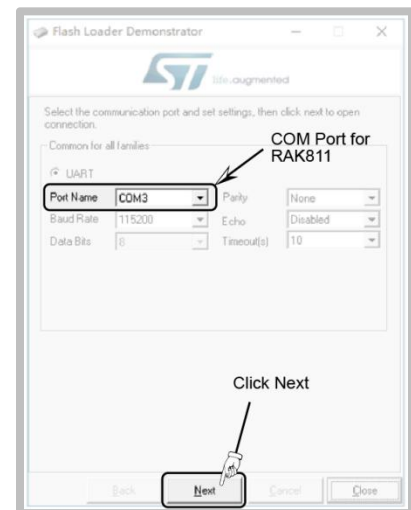 Flash Loader Demonstrator
life.augmented
Select the communication port and set settings, then click next to open
connection.
Common for all families
COM Port for
RAK811
UART
Port Name COM3 Parity None
Baud Rate 115200 Echo Disabled
Data Bits 8 Timeout(s) 10
Click Next
Back Next Cancel Close